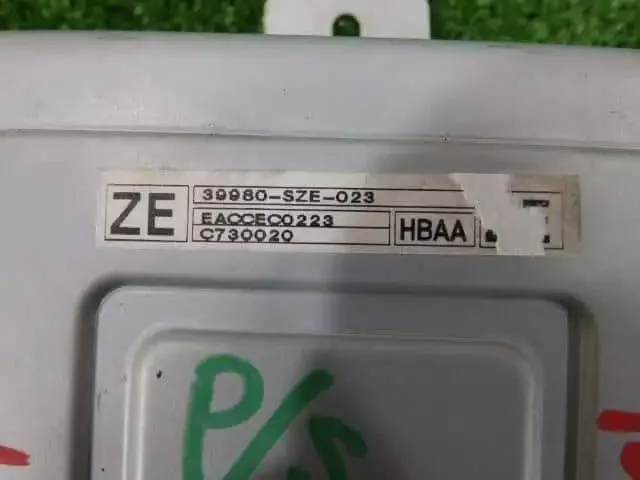 ZE
39980-SZE-023
EACCEC0223
C730020
HBAA
P/S